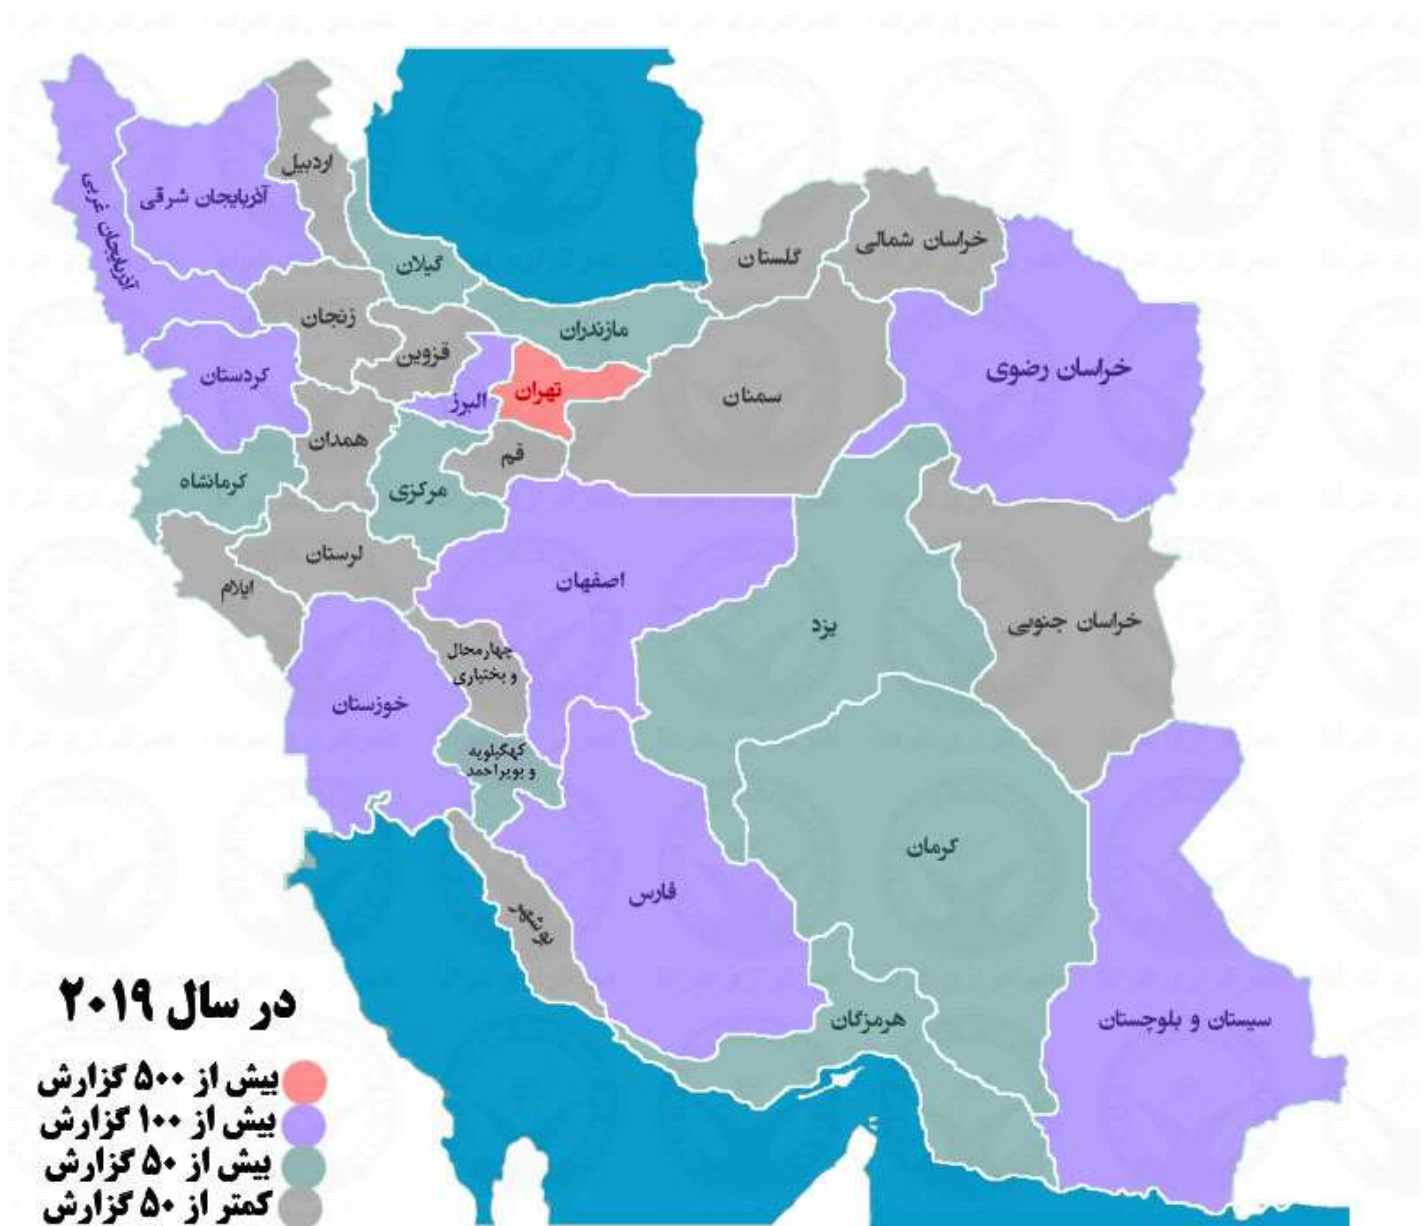 اردبیل
آذربایجان شرقی
آذربایجان غربی
گیلان
خراسان شمالی
گلستان
زنجان
مازندران
قزوین
خراسان رضوی
کردستان
تهران
البرز
سمنان
همدان
قم
کرمانشاه
مرکزی
لرستان
اصفهان
ایلام
یزد
خراسان جنوبی
چهارمحال
و بختیاری
خوزستان
کهگیلویه
و بویراحمد
کرمان
فارس
بوشهر
هرمزگان
سیستان و بلوچستان
در سال ۲۰۱۹
بیش از ۵۰۰ گزارش
بیش از ۱۰۰ گزارش
بیش از ۵۰ گزارش
کمتر از ۵۰ گزارش